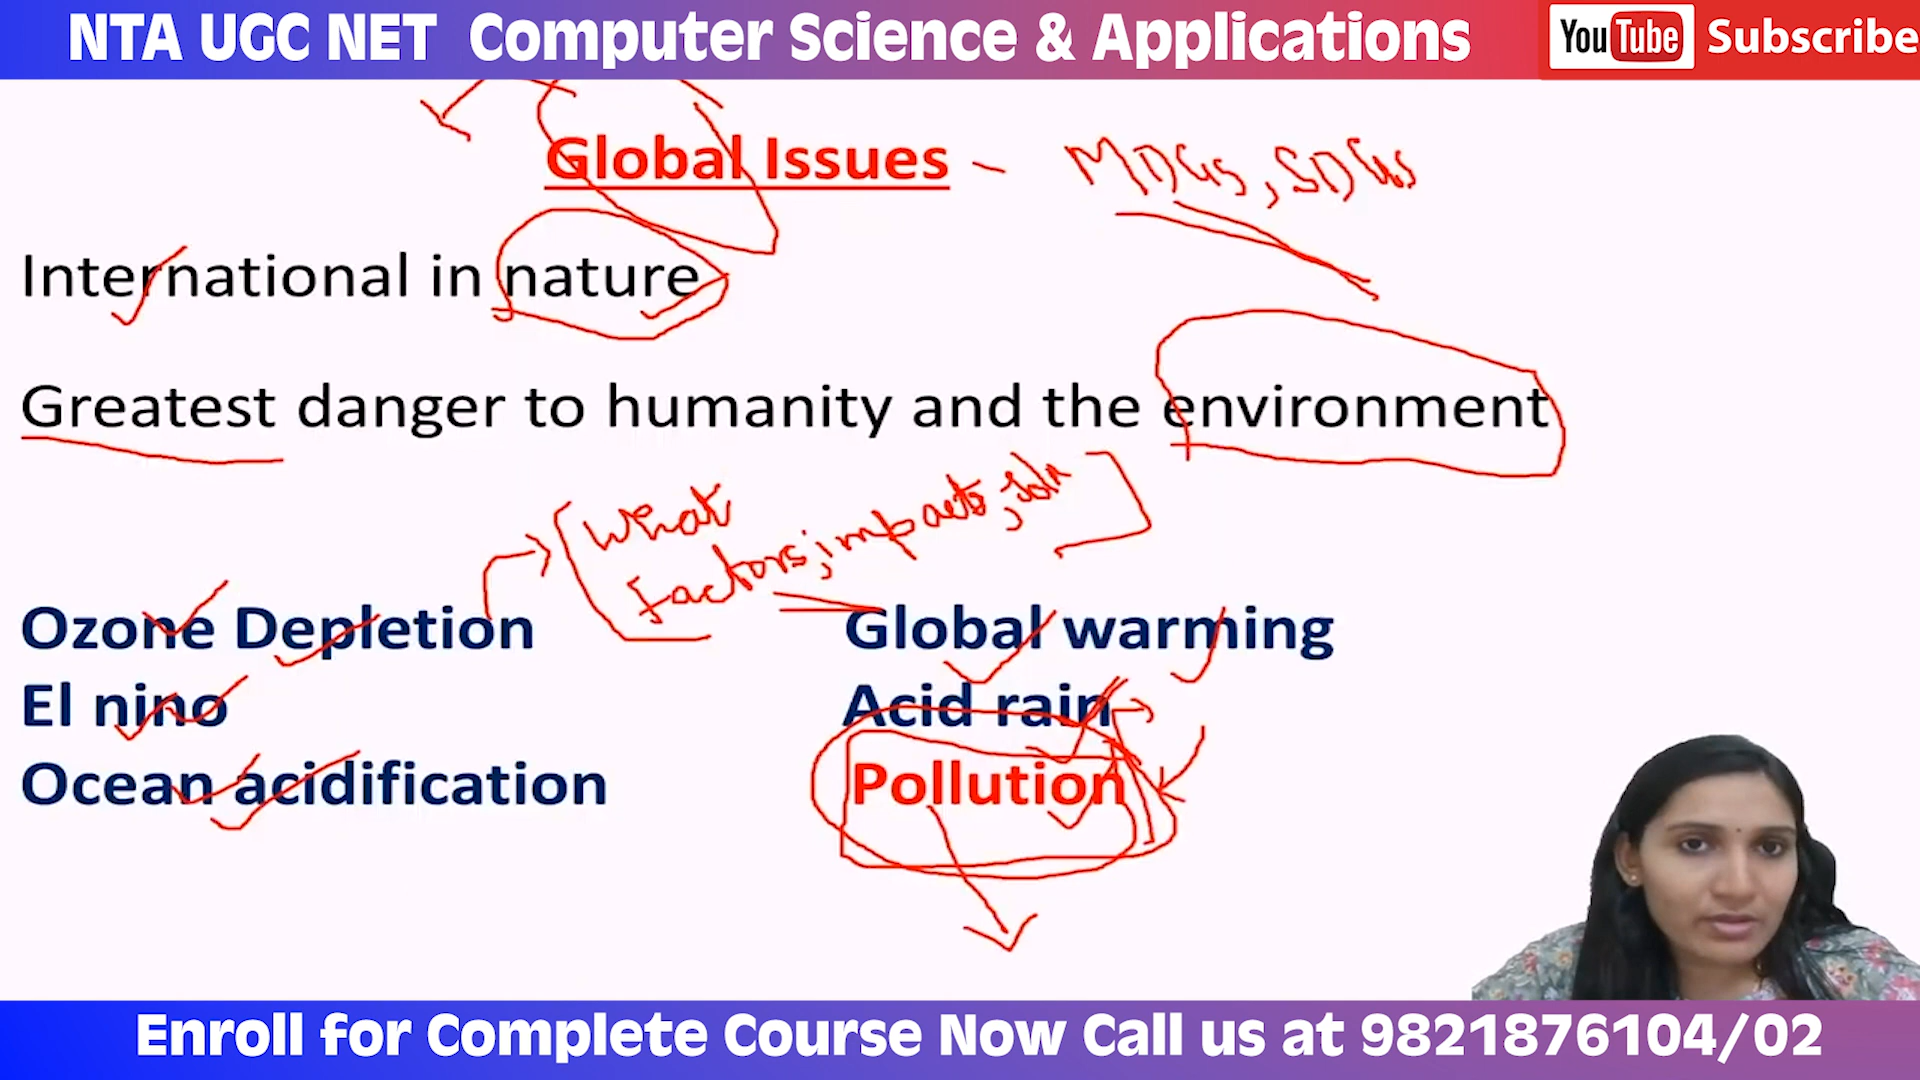 NTA UGC NET Computer Science & Applications
YouTube Subscribe
Global Issues - MDGs, SDGs
International in nature
Greatest danger to humanity and the environment
What
factors, impacts,
Ozone Depletion Global warming
El nino Acid rain
Ocean acidification Pollution
Enroll for Complete Course Now Call us at 9821876104/02